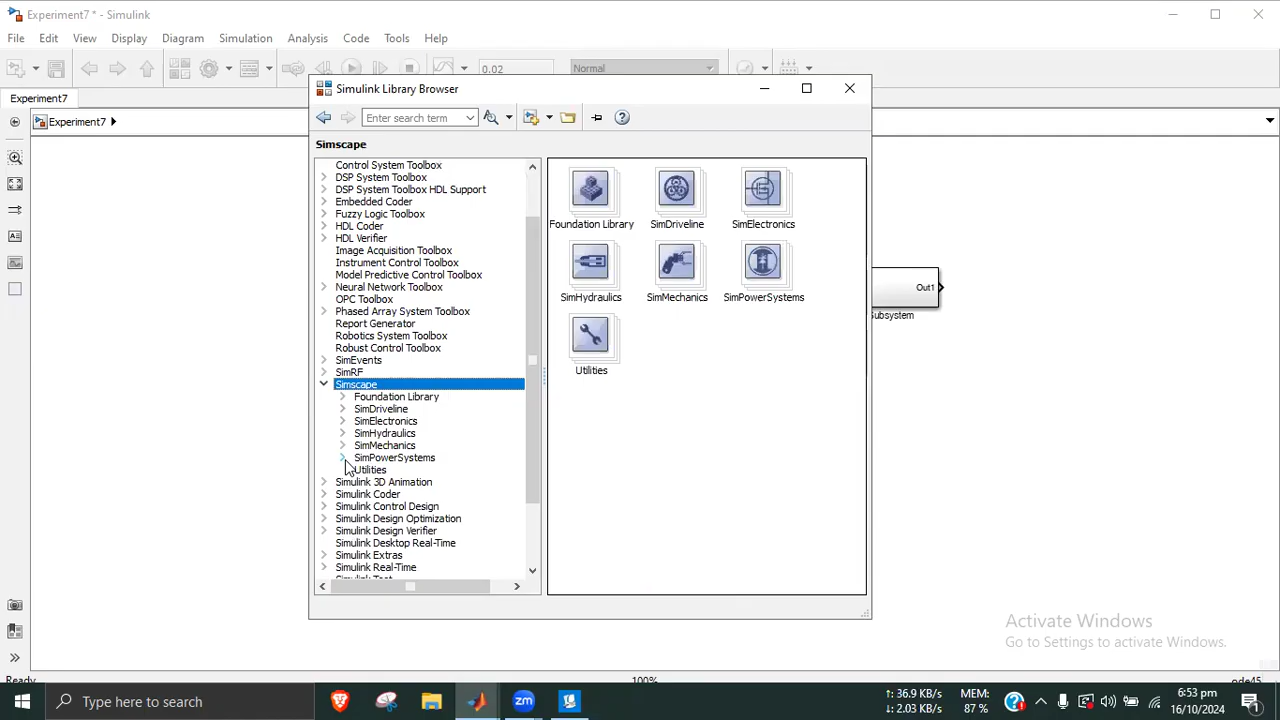 Experiment7 * - Simulink
File Edit View Display Diagram Simulation Analysis Code Tools Help
0.02 Normal
Experiment7
Experiment7
Simulink Library Browser
Enter search term
Simscape
Control System Toolbox
DSP System Toolbox
DSP System Toolbox HDL Support
Embedded Coder
Fuzzy Logic Toolbox
HDL Coder
HDL Verifier
Image Acquisition Toolbox
Instrument Control Toolbox
Model Predictive Control Toolbox
Neural Network Toolbox
OPC Toolbox
Phased Array System Toolbox
Report Generator
Robotics System Toolbox
Robust Control Toolbox
SimEvents
SimRF
Simscape
Foundation Library
SimDriveline
SimElectronics
SimHydraulics
SimMechanics
SimPowerSystems
Utilities
Simulink 3D Animation
Simulink Coder
Simulink Control Design
Simulink Design Optimization
Simulink Design Verifier
Simulink Desktop Real-Time
Simulink Extras
Simulink Real-Time
Simulink Test
Foundation Library SimDriveline SimElectronics
SimHydraulics SimMechanics SimPowerSystems
Utilities
Out1
Subsystem
Activate Windows
Go to Settings to activate Windows.
Ready 100% ode45
Type here to search
↑: 36.9 KB/s MEM: 6:53 pm
↓: 2.03 KB/s 87 % 16/10/2024